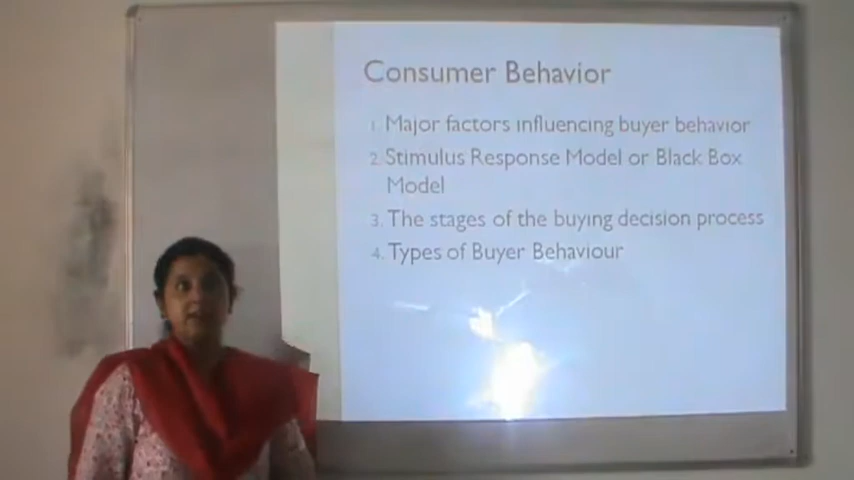 Consumer Behavior
1. Major factors influencing buyer behavior
2. Stimulus Response Model or Black Box
Model
3. The stages of the buying decision process
4. Types of Buyer Behaviour